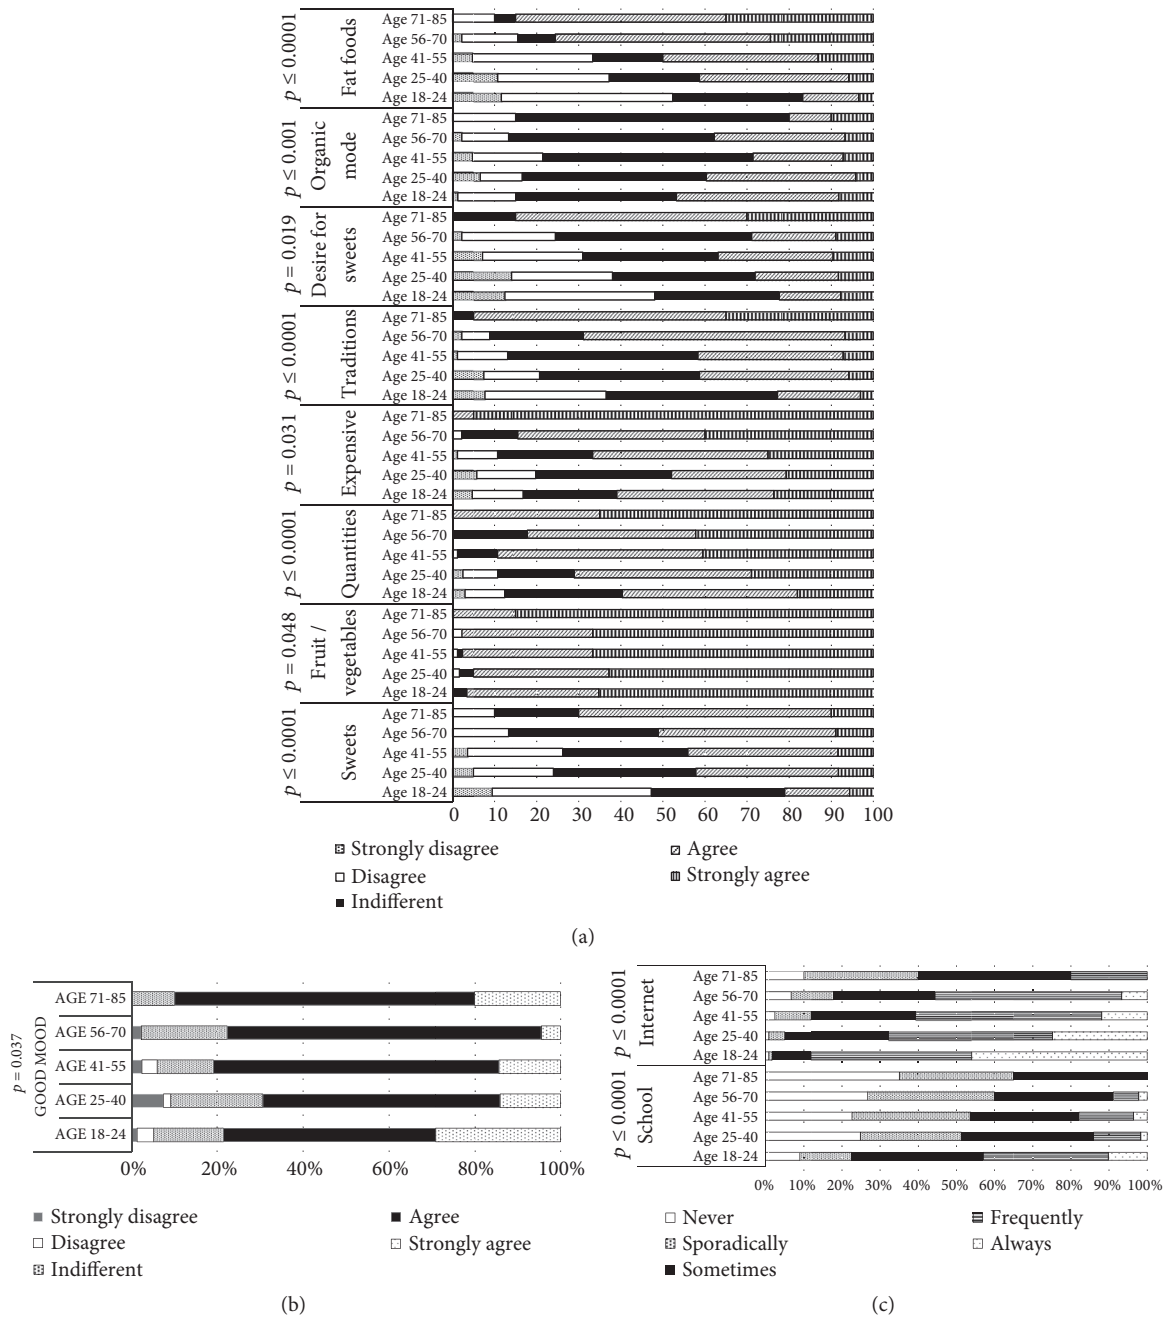 p ≤ 0.0001
Fat foods
Age 71-85
Age 56-70
Age 41-55
Age 25-40
Age 18-24
p ≤ 0.001
Organic
mode
Age 71-85
Age 56-70
Age 41-55
Age 25-40
Age 18-24
p = 0.019
Desire for
sweets
Age 71-85
Age 56-70
Age 41-55
Age 25-40
Age 18-24
p ≤ 0.0001
Traditions
Age 71-85
Age 56-70
Age 41-55
Age 25-40
Age 18-24
p = 0.031
Expensive
Age 71-85
Age 56-70
Age 41-55
Age 25-40
Age 18-24
p ≤ 0.0001
Quantities
Age 71-85
Age 56-70
Age 41-55
Age 25-40
Age 18-24
p = 0.048
Fruit /
vegetables
Age 71-85
Age 56-70
Age 41-55
Age 25-40
Age 18-24
p ≤ 0.0001
Sweets
Age 71-85
Age 56-70
Age 41-55
Age 25-40
Age 18-24
0 10 20 30 40 50 60 70 80 90 100
Strongly disagree
Disagree
Indifferent
Agree
Strongly agree
(a)
p = 0.037
GOOD MOOD
AGE 71-85
AGE 56-70
AGE 41-55
AGE 25-40
AGE 18-24
0% 20% 40% 60% 80% 100%
Strongly disagree
Disagree
Indifferent
Agree
Strongly agree
(b)
p ≤ 0.0001
Internet
Age 71-85
Age 56-70
Age 41-55
Age 25-40
Age 18-24
p ≤ 0.0001
School
Age 71-85
Age 56-70
Age 41-55
Age 25-40
Age 18-24
0% 10% 20% 30% 40% 50% 60% 70% 80% 90% 100%
Never
Sporadically
Sometimes
Frequently
Always
(c)